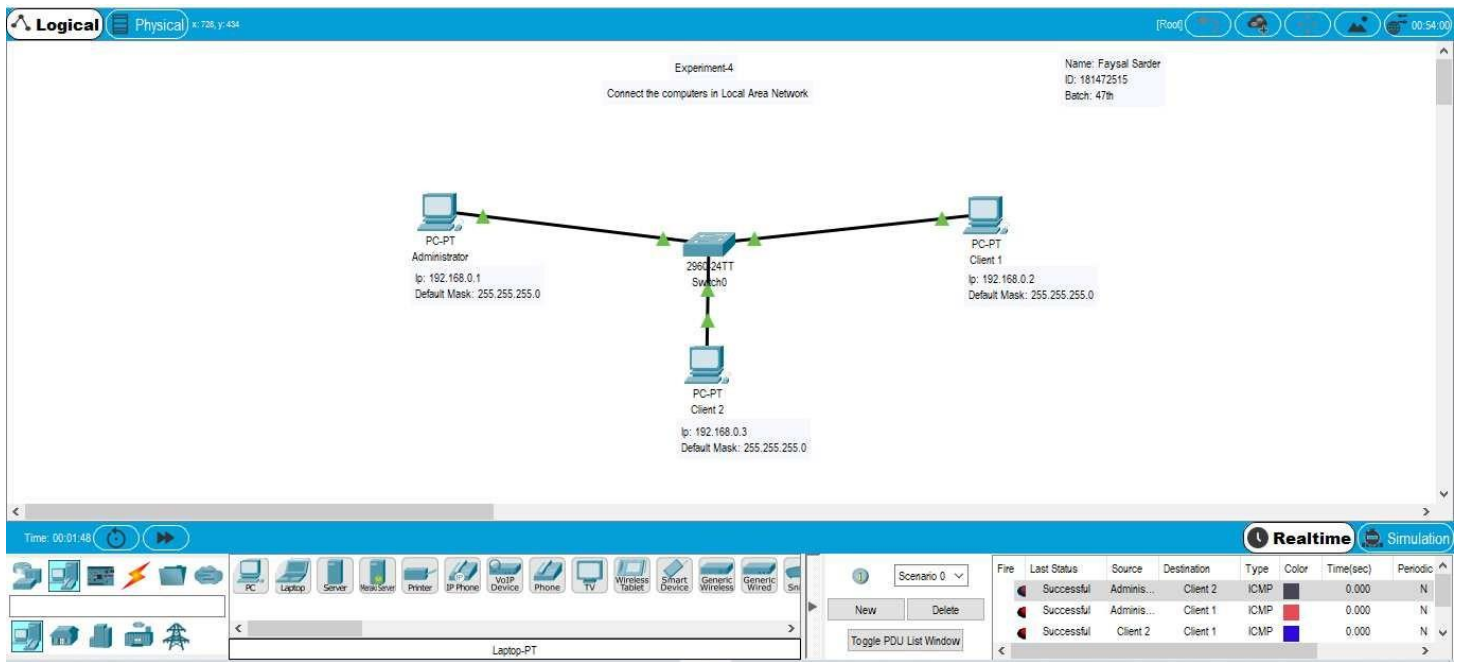 Logical
Physical
x: 728, y: 434
[Root]
00:54:00
Experiment-4
Connect the computers in Local Area Network
Name: Faysal Sarder
ID: 181472515
Batch: 47th
PC-PT
Administrator
Ip: 192.168.0.1
Default Mask: 255.255.255.0
2960-24TT
Switch0
PC-PT
Client 1
Ip: 192.168.0.2
Default Mask: 255.255.255.0
PC-PT
Client 2
Ip: 192.168.0.3
Default Mask: 255.255.255.0
Time: 00:01:48
Realtime
Simulation
PC
Laptop
Server
Meraki Server
Printer
IP Phone
VoIP Device
Phone
TV
Wireless Tablet
Smart Device
Generic Wireless
Generic Wired
Sn
Laptop-PT
Scenario 0
New
Delete
Toggle PDU List Window
Fire Last Status Source Destination Type Color Time(sec) Periodic
Successful Adminis... Client 2 ICMP 0.000 N
Successful Adminis... Client 1 ICMP 0.000 N
Successful Client 2 Client 1 ICMP 0.000 N